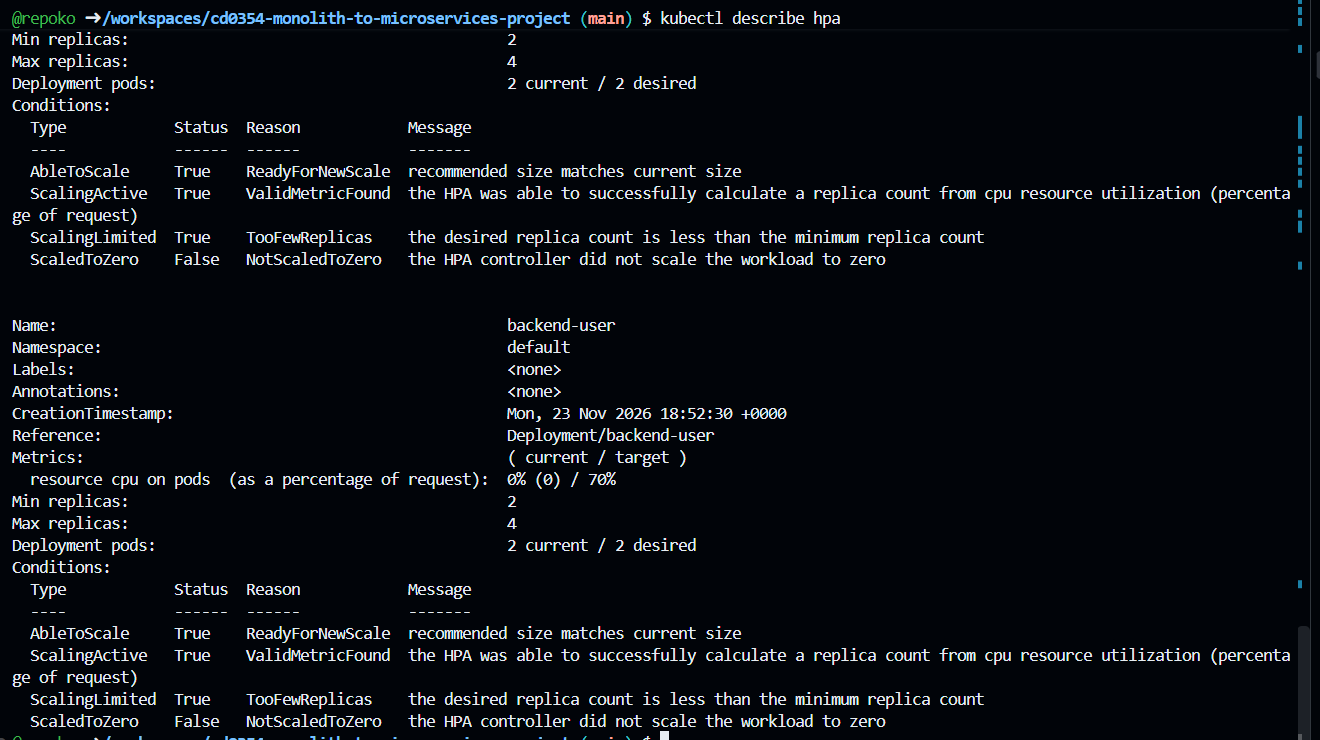 @repoko ➜/workspaces/cd0354-monolith-to-microservices-project (main) $ kubectl describe hpa
Min replicas:                                          2
Max replicas:                                          4
Deployment pods:                                       2 current / 2 desired
Conditions:
  Type            Status  Reason            Message
  ----            ------  ------            -------
  AbleToScale     True    ReadyForNewScale  recommended size matches current size
  ScalingActive   True    ValidMetricFound  the HPA was able to successfully calculate a replica count from cpu resource utilization (percenta
ge of request)
  ScalingLimited  True    TooFewReplicas    the desired replica count is less than the minimum replica count
  ScaledToZero    False   NotScaledToZero   the HPA controller did not scale the workload to zero
Name:                                                  backend-user
Namespace:                                             default
Labels:                                                <none>
Annotations:                                           <none>
CreationTimestamp:                                     Mon, 23 Nov 2026 18:52:30 +0000
Reference:                                             Deployment/backend-user
Metrics:                                               ( current / target )
  resource cpu on pods  (as a percentage of request):  0% (0) / 70%
Min replicas:                                          2
Max replicas:                                          4
Deployment pods:                                       2 current / 2 desired
Conditions:
  Type            Status  Reason            Message
  ----            ------  ------            -------
  AbleToScale     True    ReadyForNewScale  recommended size matches current size
  ScalingActive   True    ValidMetricFound  the HPA was able to successfully calculate a replica count from cpu resource utilization (percenta
ge of request)
  ScalingLimited  True    TooFewReplicas    the desired replica count is less than the minimum replica count
  ScaledToZero    False   NotScaledToZero   the HPA controller did not scale the workload to zero